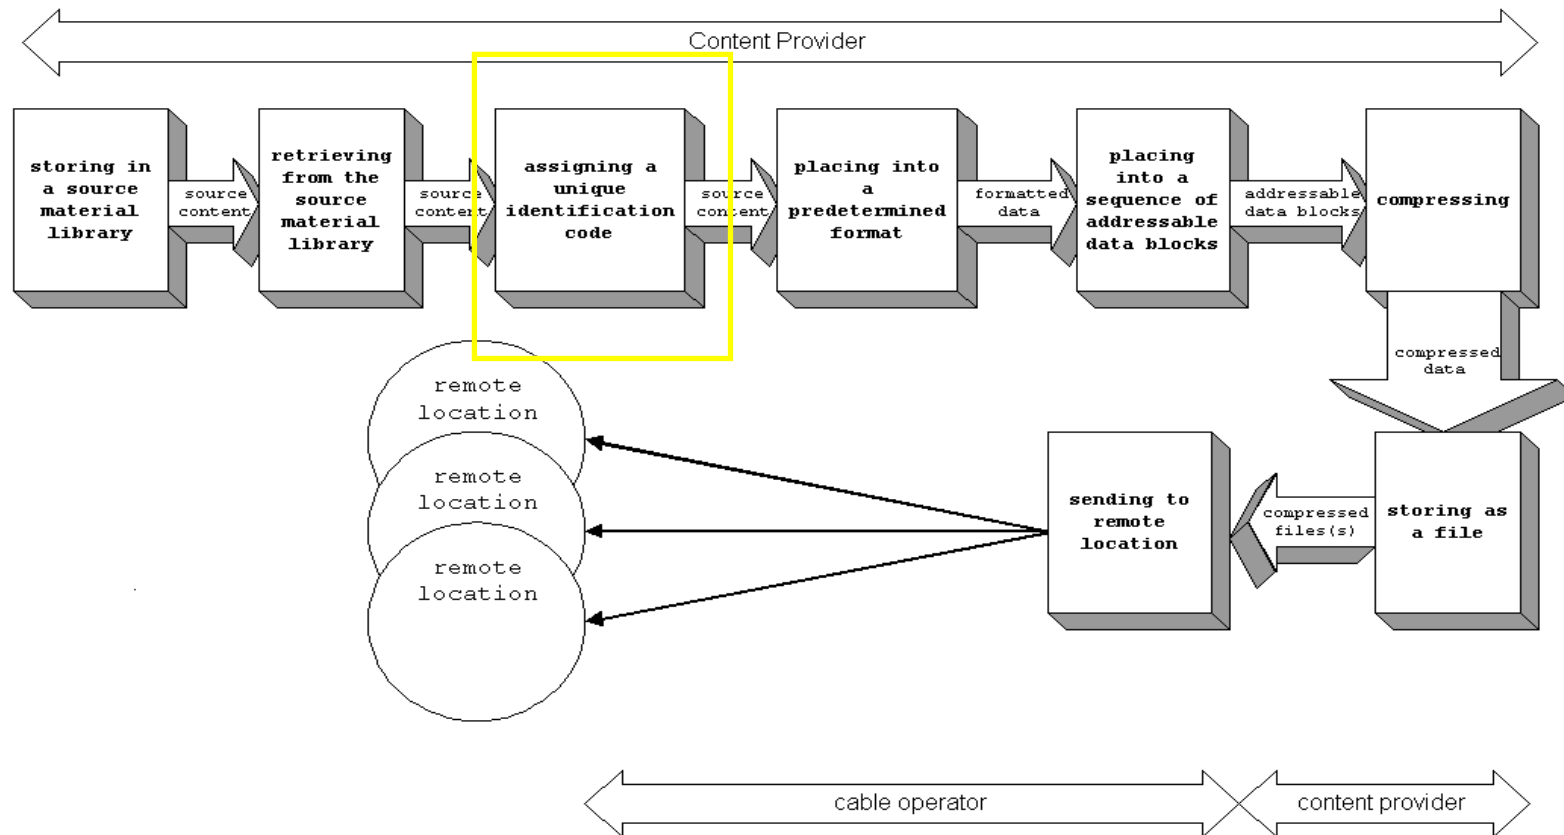 Content Provider
storing in
a source
material
library
source
content
retrieving
from the
source
material
library
source
content
assigning a
unique
identification
code
source
content
placing into
a
predetermined
format
formatted
data
placing
into a
sequence of
addressable
data blocks
addressable
data blocks
compressing
compressed
data
storing as
a file
compressed
files(s)
sending to
remote
location
remote
location
remote
location
remote
location
cable operator
content provider